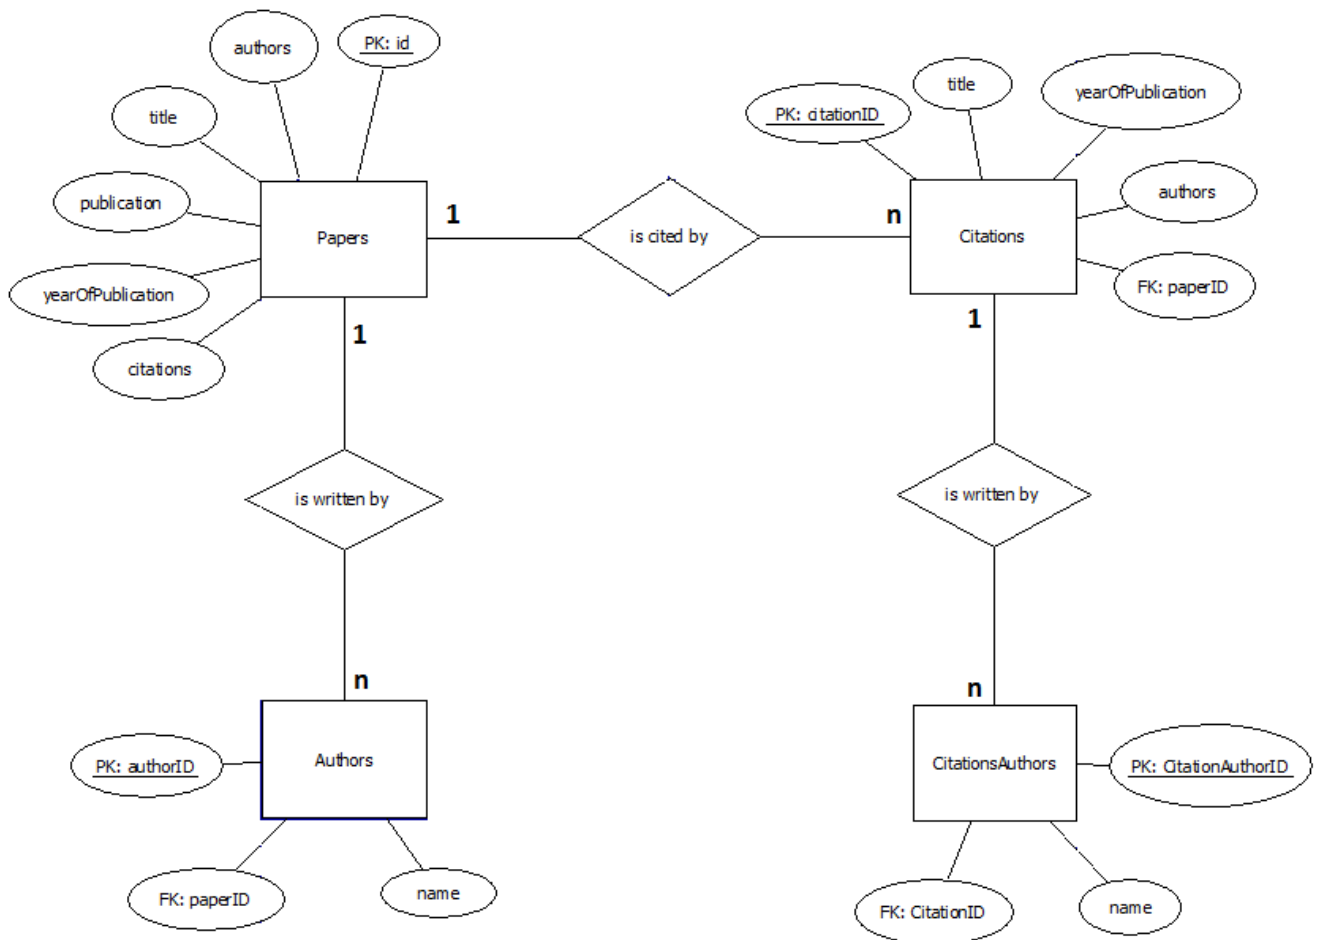 authors
PK: id
title
publication
yearOfPublication
citations
Papers
1
is cited by
n
PK: citationID
title
yearOfPublication
authors
FK: paperID
Citations
1
1
is written by
is written by
n
n
PK: authorID
Authors
FK: paperID
name
CitationsAuthors
PK: CitationAuthorID
FK: CitationID
name